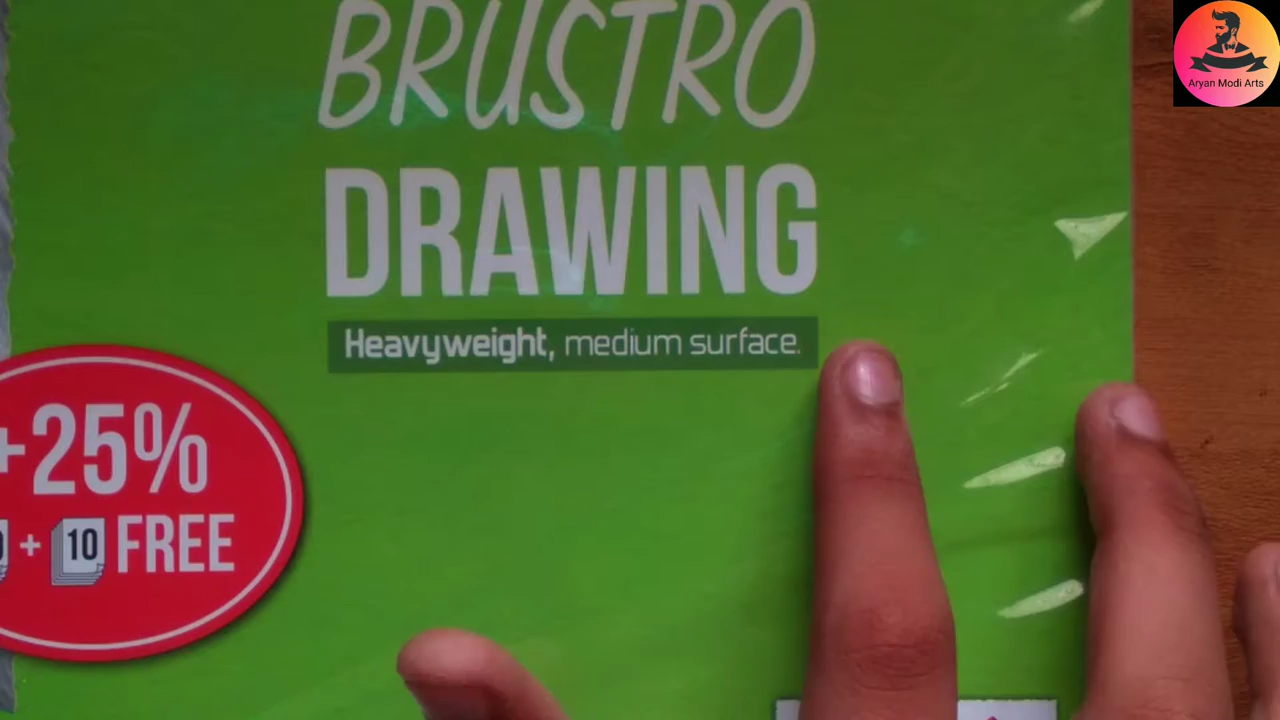 BRUSTRO
DRAWING
Heavyweight, medium surface.
+25%
+ 10 FREE
Aryan Modi Arts